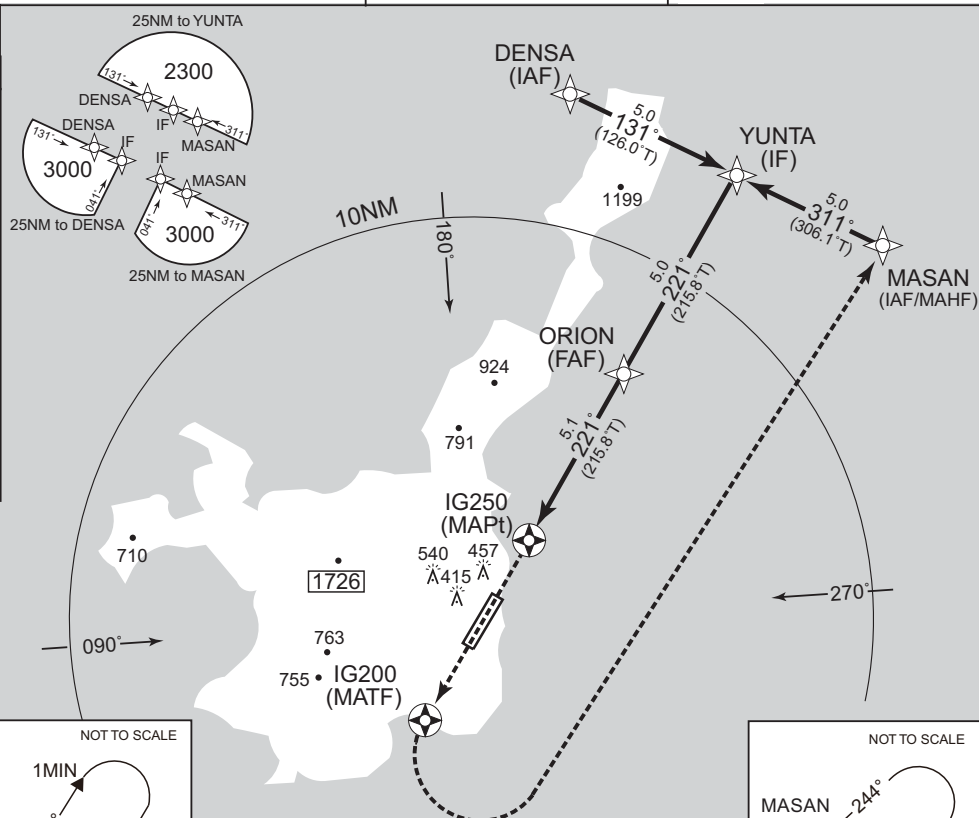 25NM to YUNTA
2300
131°
DENSA
IF
MASAN
311°
DENSA
131°
IF
3000
041°
25NM to DENSA
IF
MASAN
041°
311°
3000
25NM to MASAN
DENSA
(IAF)
5.0
131°
(126.0°T)
YUNTA
(IF)
5.0
311°
(306.1°T)
MASAN
(IAF/MAHF)
1199
10NM
180°
5.0
221°
(215.8°T)
ORION
(FAF)
924
791
5.1
221°
(215.8°T)
IG250
(MAPt)
710
540
457
415
1726
270°
090°
763
755
IG200
(MATF)
NOT TO SCALE
1MIN
NOT TO SCALE
MASAN
244°